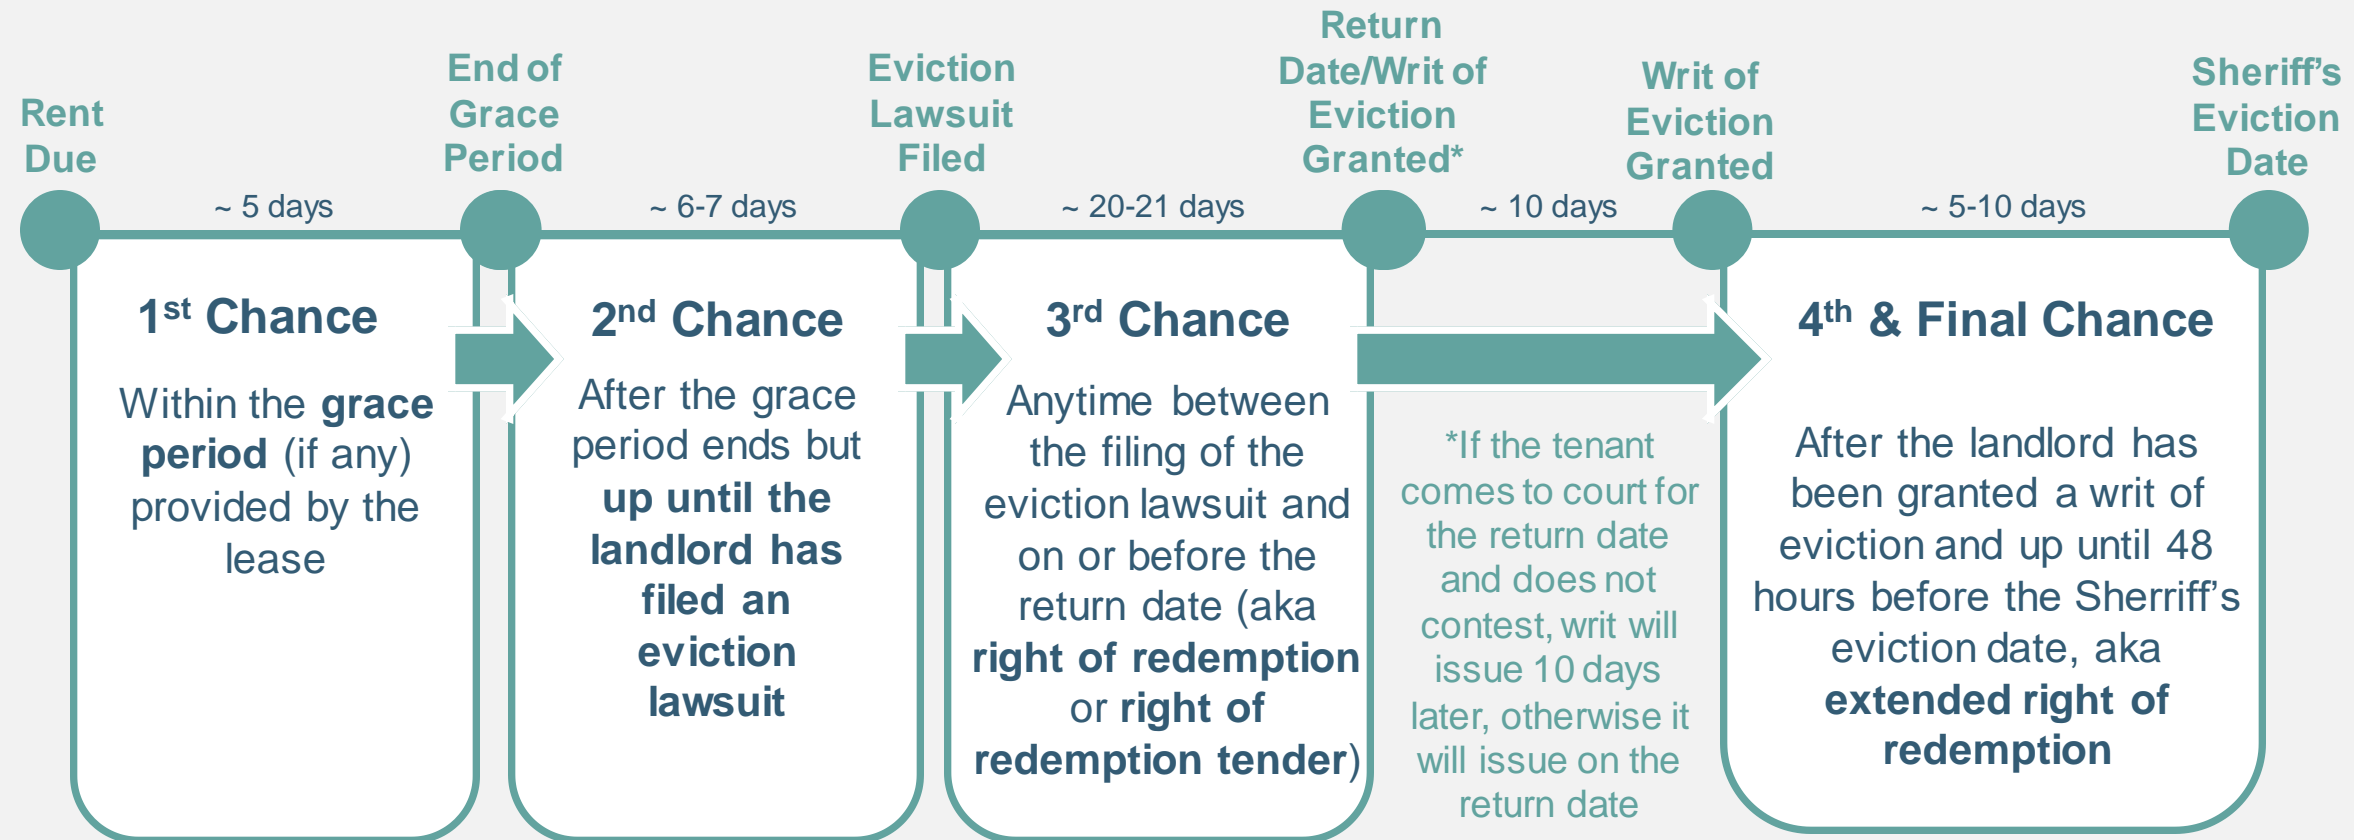 Rent
Due
End of
Grace
Period
Eviction
Lawsuit
Filed
Return
Date/Writ of
Eviction
Granted*
Writ of
Eviction
Granted
Sheriff's
Eviction
Date
~ 5 days
~ 6-7 days
~ 20-21 days
~ 10 days
~ 5-10 days
1st Chance
Within the grace
period (if any)
provided by the
lease
2nd Chance
After the grace
period ends but
up until the
landlord has
filed an
eviction
lawsuit
3rd Chance
Anytime between
the filing of the
eviction lawsuit and
on or before the
return date (aka
right of redemption
or right of
redemption tender)
*If the tenant
comes to court for
the return date
and does not
contest, writ will
issue 10 days
later, otherwise it
will issue on the
return date
4th & Final Chance
After the landlord has
been granted a writ of
eviction and up until 48
hours before the Sherriff's
eviction date, aka
extended right of
redemption